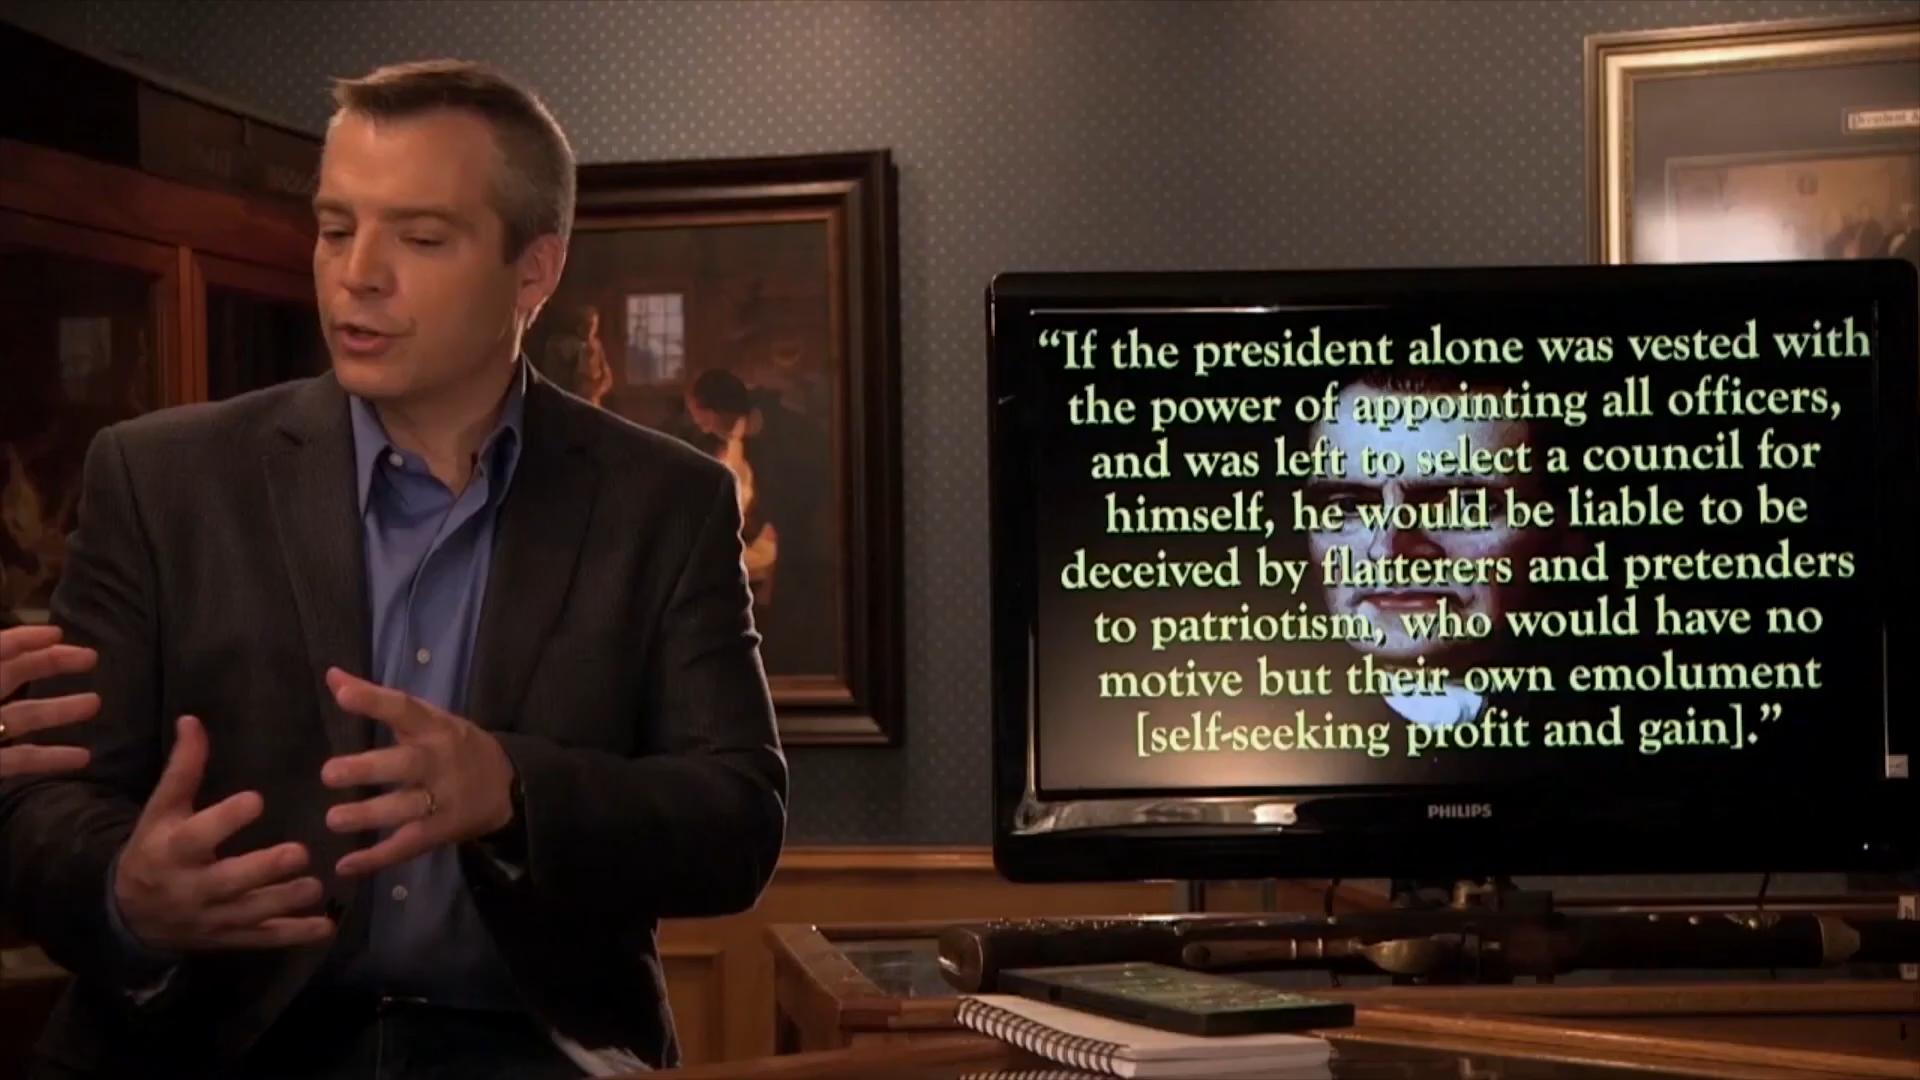 “If the president alone was vested with
the power of appointing all officers,
and was left to select a council for
himself, he would be liable to be
deceived by flatterers and pretenders
to patriotism, who would have no
motive but their own emolument
[self-seeking profit and gain].”
PHILIPS